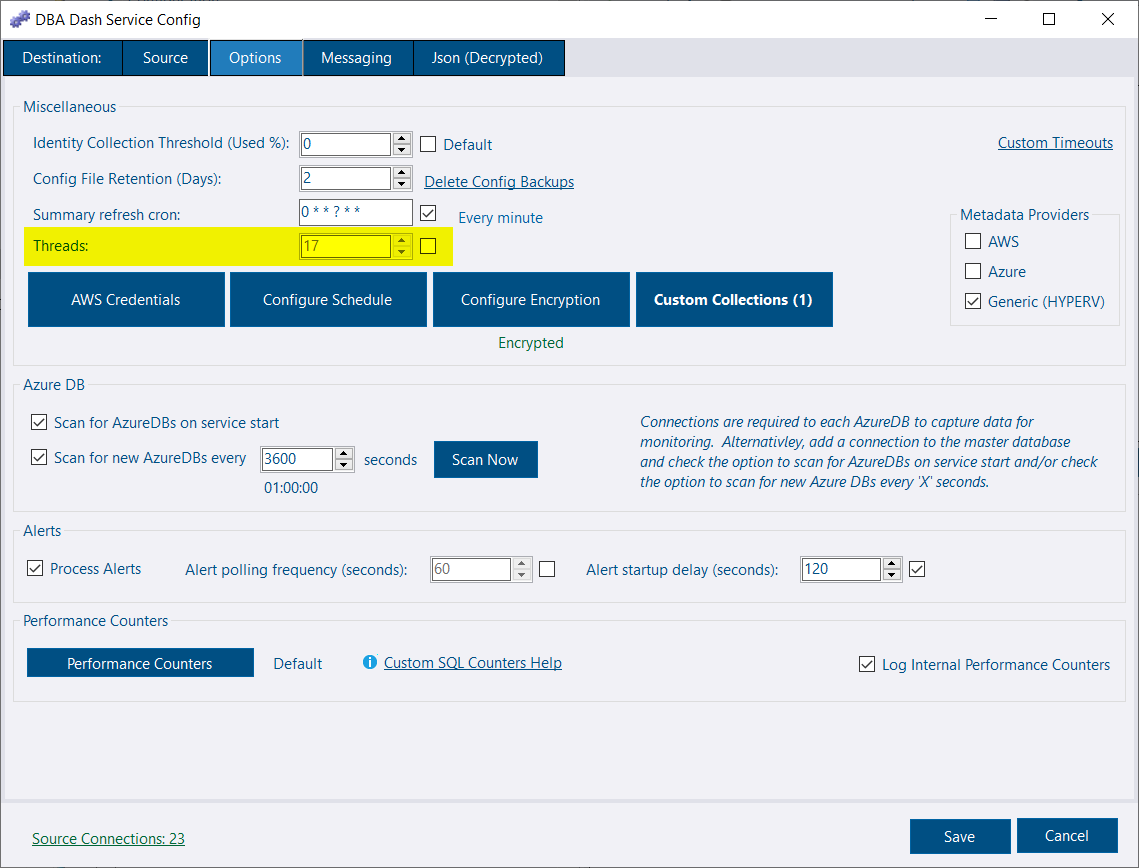 DBA Dash Service Config
Destination: Source Options Messaging Json (Decrypted)
Miscellaneous
Identity Collection Threshold (Used %): 0 Default
Custom Timeouts
Config File Retention (Days): 2 Delete Config Backups
Summary refresh cron: 0 * * ? * * Every minute
Threads: 17
Metadata Providers
AWS
Azure
Generic (HYPERV)
AWS Credentials Configure Schedule Configure Encryption Custom Collections (1)
Encrypted
Azure DB
Scan for AzureDBs on service start
Scan for new AzureDBs every 3600 seconds Scan Now
01:00:00
Connections are required to each AzureDB to capture data for
monitoring. Alternativley, add a connection to the master database
and check the option to scan for AzureDBs on service start and/or check
the option to scan for new Azure DBs every 'X' seconds.
Alerts
Process Alerts Alert polling frequency (seconds): 60 Alert startup delay (seconds): 120
Performance Counters
Performance Counters Default Custom SQL Counters Help Log Internal Performance Counters
Source Connections: 23 Save Cancel